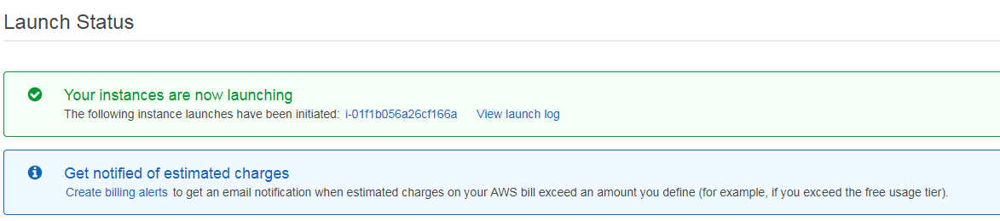 Launch Status
Your instances are now launching
The following instance launches have been initiated: i-01f1b056a26cf166a View launch log
Get notified of estimated charges
Create billing alerts to get an email notification when estimated charges on your AWS bill exceed an amount you define (for example, if you exceed the free usage tier).